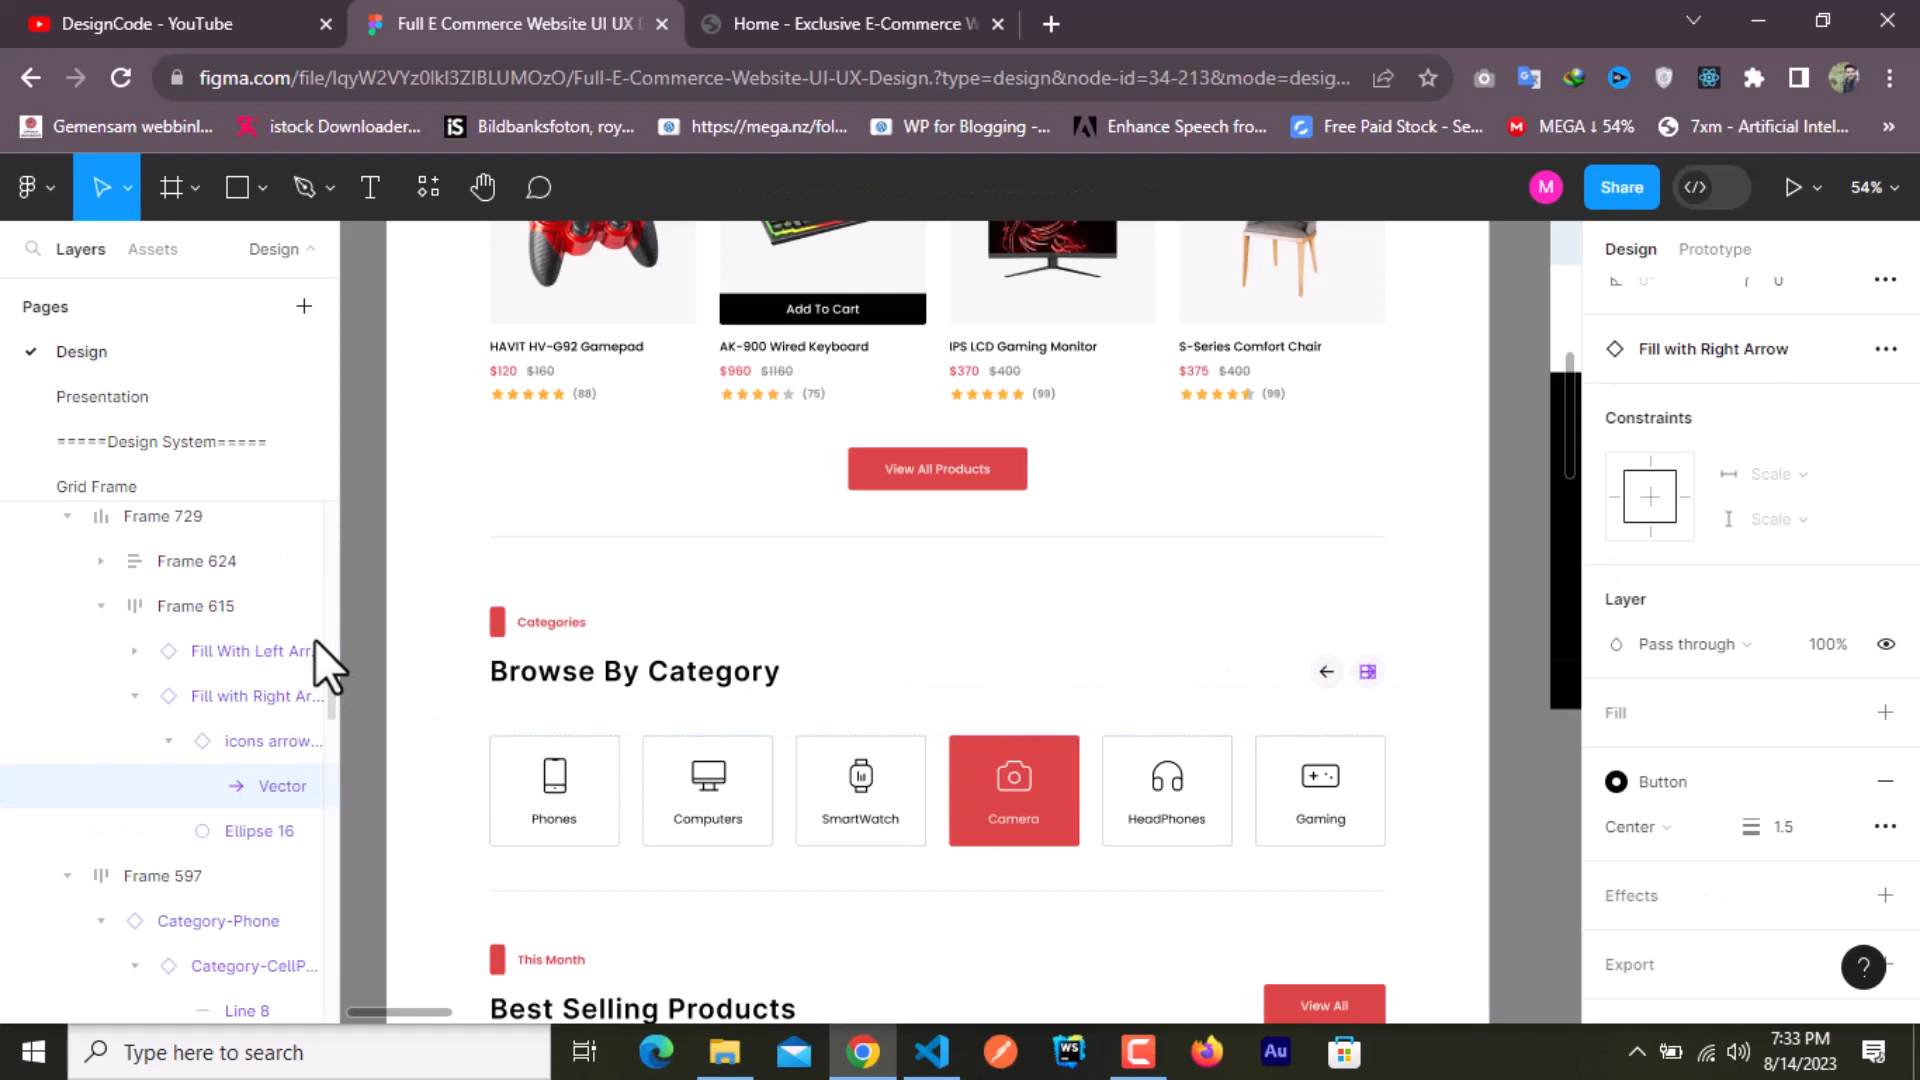 DesignCode - YouTube
Full E Commerce Website UI UX
Home - Exclusive E-Commerce W
figma.com/file/IqyW2VYz0lkl3ZIBLUMOzO/Full-E-Commerce-Website-UI-UX-Design.?type=design&node-id=34-213&mode=desig...
Gemensam webbinl...
istock Downloader...
iS
Bildbanksfoton, roy...
https://mega.nz/fol...
WP for Blogging -...
Enhance Speech fro...
Free Paid Stock - Se...
MEGA ↓ 54%
7xm - Artificial Intel...
»
M
Share
54%
Layers
Assets
Design
Pages
Design
Presentation
=====Design System=====
Grid Frame
Frame 729
Frame 624
Frame 615
Fill With Left Arr...
Fill with Right Ar...
icons arrow...
Vector
Ellipse 16
Frame 597
Category-Phone
Category-CellP...
Line 8
Add To Cart
HAVIT HV-G92 Gamepad
$120 $160
(88)
AK-900 Wired Keyboard
$960 $1160
(75)
IPS LCD Gaming Monitor
$370 $400
(99)
S-Series Comfort Chair
$375 $400
(99)
View All Products
Categories
Browse By Category
Phones
Computers
SmartWatch
Camera
HeadPhones
Gaming
This Month
Best Selling Products
View All
Design
Prototype
0°
0
Fill with Right Arrow
Constraints
Scale
Scale
Layer
Pass through
100%
Fill
Button
Center
1.5
Effects
Export
?
Type here to search
WS
Au
7:33 PM
8/14/2023